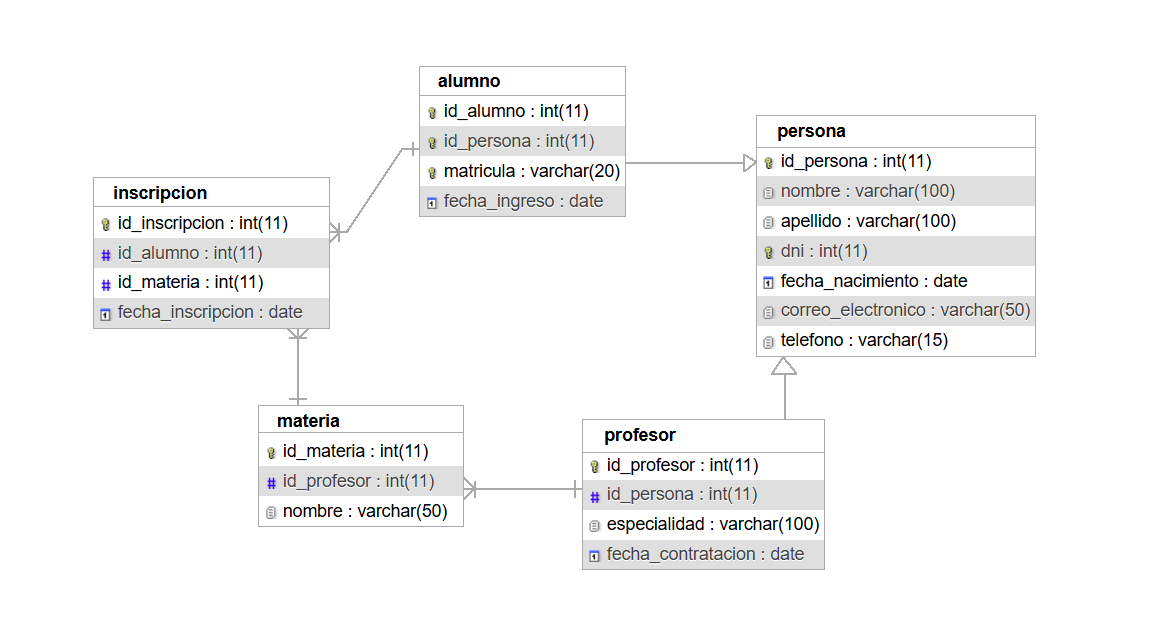 alumno
id_alumno : int(11)
id_persona : int(11)
matricula : varchar(20)
fecha_ingreso : date
persona
id_persona : int(11)
nombre : varchar(100)
apellido : varchar(100)
dni : int(11)
fecha_nacimiento : date
correo_electronico : varchar(50)
telefono : varchar(15)
inscripcion
id_inscripcion : int(11)
id_alumno : int(11)
id_materia : int(11)
fecha_inscripcion : date
materia
id_materia : int(11)
id_profesor : int(11)
nombre : varchar(50)
profesor
id_profesor : int(11)
id_persona : int(11)
especialidad : varchar(100)
fecha_contratacion : date